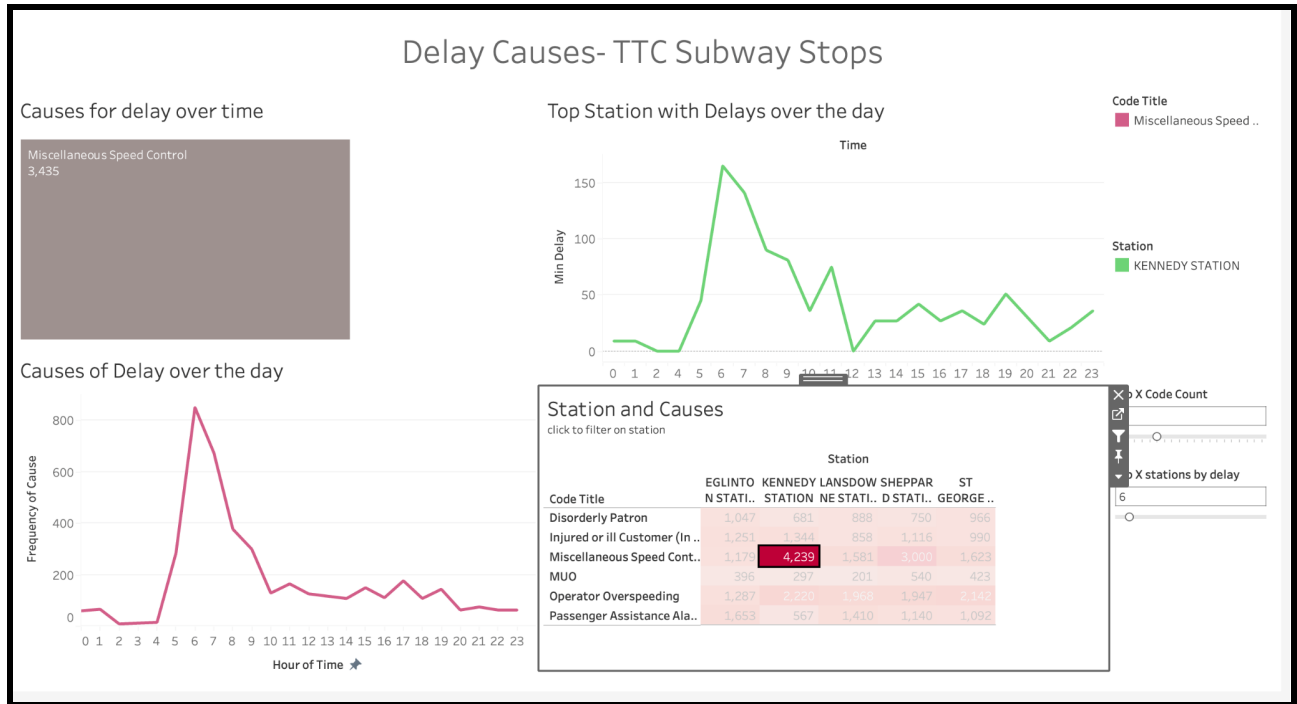 Delay Causes- TTC Subway Stops
Causes for delay over time
Miscellaneous Speed Control
3,435
Top Station with Delays over the day
Time
Min Delay
150
100
50
0
0 1 2 4 5 6 7 8 9 10 11 12 13 14 15 16 17 18 19 20 21 22 23
Code Title
Miscellaneous Speed ..
Station
KENNEDY STATION
Causes of Delay over the day
Frequency of Cause
800
600
400
200
0
0 1 2 3 4 5 6 7 8 9 10 11 12 13 14 15 16 17 18 19 20 21 22 23
Hour of Time
Station and Causes
click to filter on station
Station
Code Title
EGLINTO KENNEDY LANSDOW SHEPPAR ST
N STATI.. STATION NE STATI.. D STATI.. GEORGE ..
Disorderly Patron 1,047 681 888 750 966
Injured or ill Customer (In .. 1,251 1,344 858 1,116 990
Miscellaneous Speed Cont.. 1,179 4,239 1,581 3,000 1,623
MUO 396 297 201 540 423
Operator Overspeeding 1,287 2,220 1,968 1,947 2,142
Passenger Assistance Ala.. 1,653 567 1,410 1,140 1,092
X Code Count
X stations by delay
6